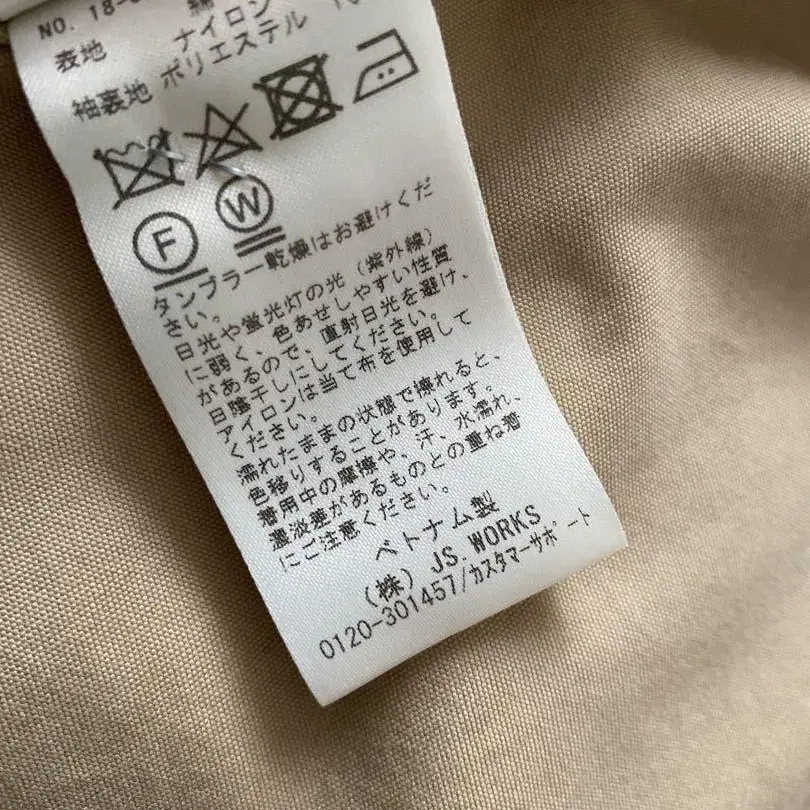 NO. 18-
綿
表地 ナイロン
袖裏地 ポリエステル
F
W
タンブラー乾燥はお避けくだ
さい。
日光や蛍光灯の光(紫外線)
に弱く、色あせしやすい性質
があるので、直射日光を避け、
日陰干しにしてください。
アイロンは当て布を使用して
ください。
濡れたままの状態で擦れると、
色移りすることがあります。
着用中の摩擦や、汗、水濡れ、
濃淡差があるものとの重ね着
にご注意ください。
ベトナム製
(株) JS. WORKS
0120-301457/カスタマーサポート